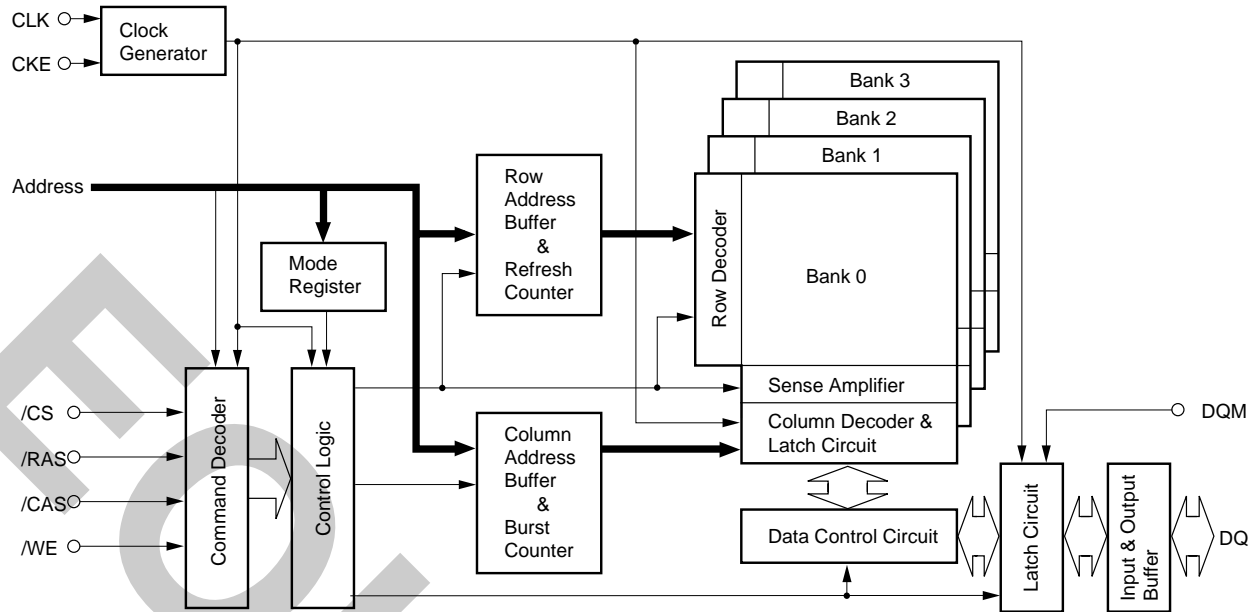 CLK
CKE
Clock
Generator
Bank 3
Bank 2
Bank 1
Address
Row
Address
Buffer
&
Refresh
Counter
Row Decoder
Bank 0
Mode
Register
Sense Amplifier
Column Decoder &
Latch Circuit
/CS
/RAS
/CAS
/WE
Command Decoder
Control Logic
Column
Address
Buffer
&
Burst
Counter
Data Control Circuit
Latch Circuit
Input & Output
Buffer
DQM
DQ